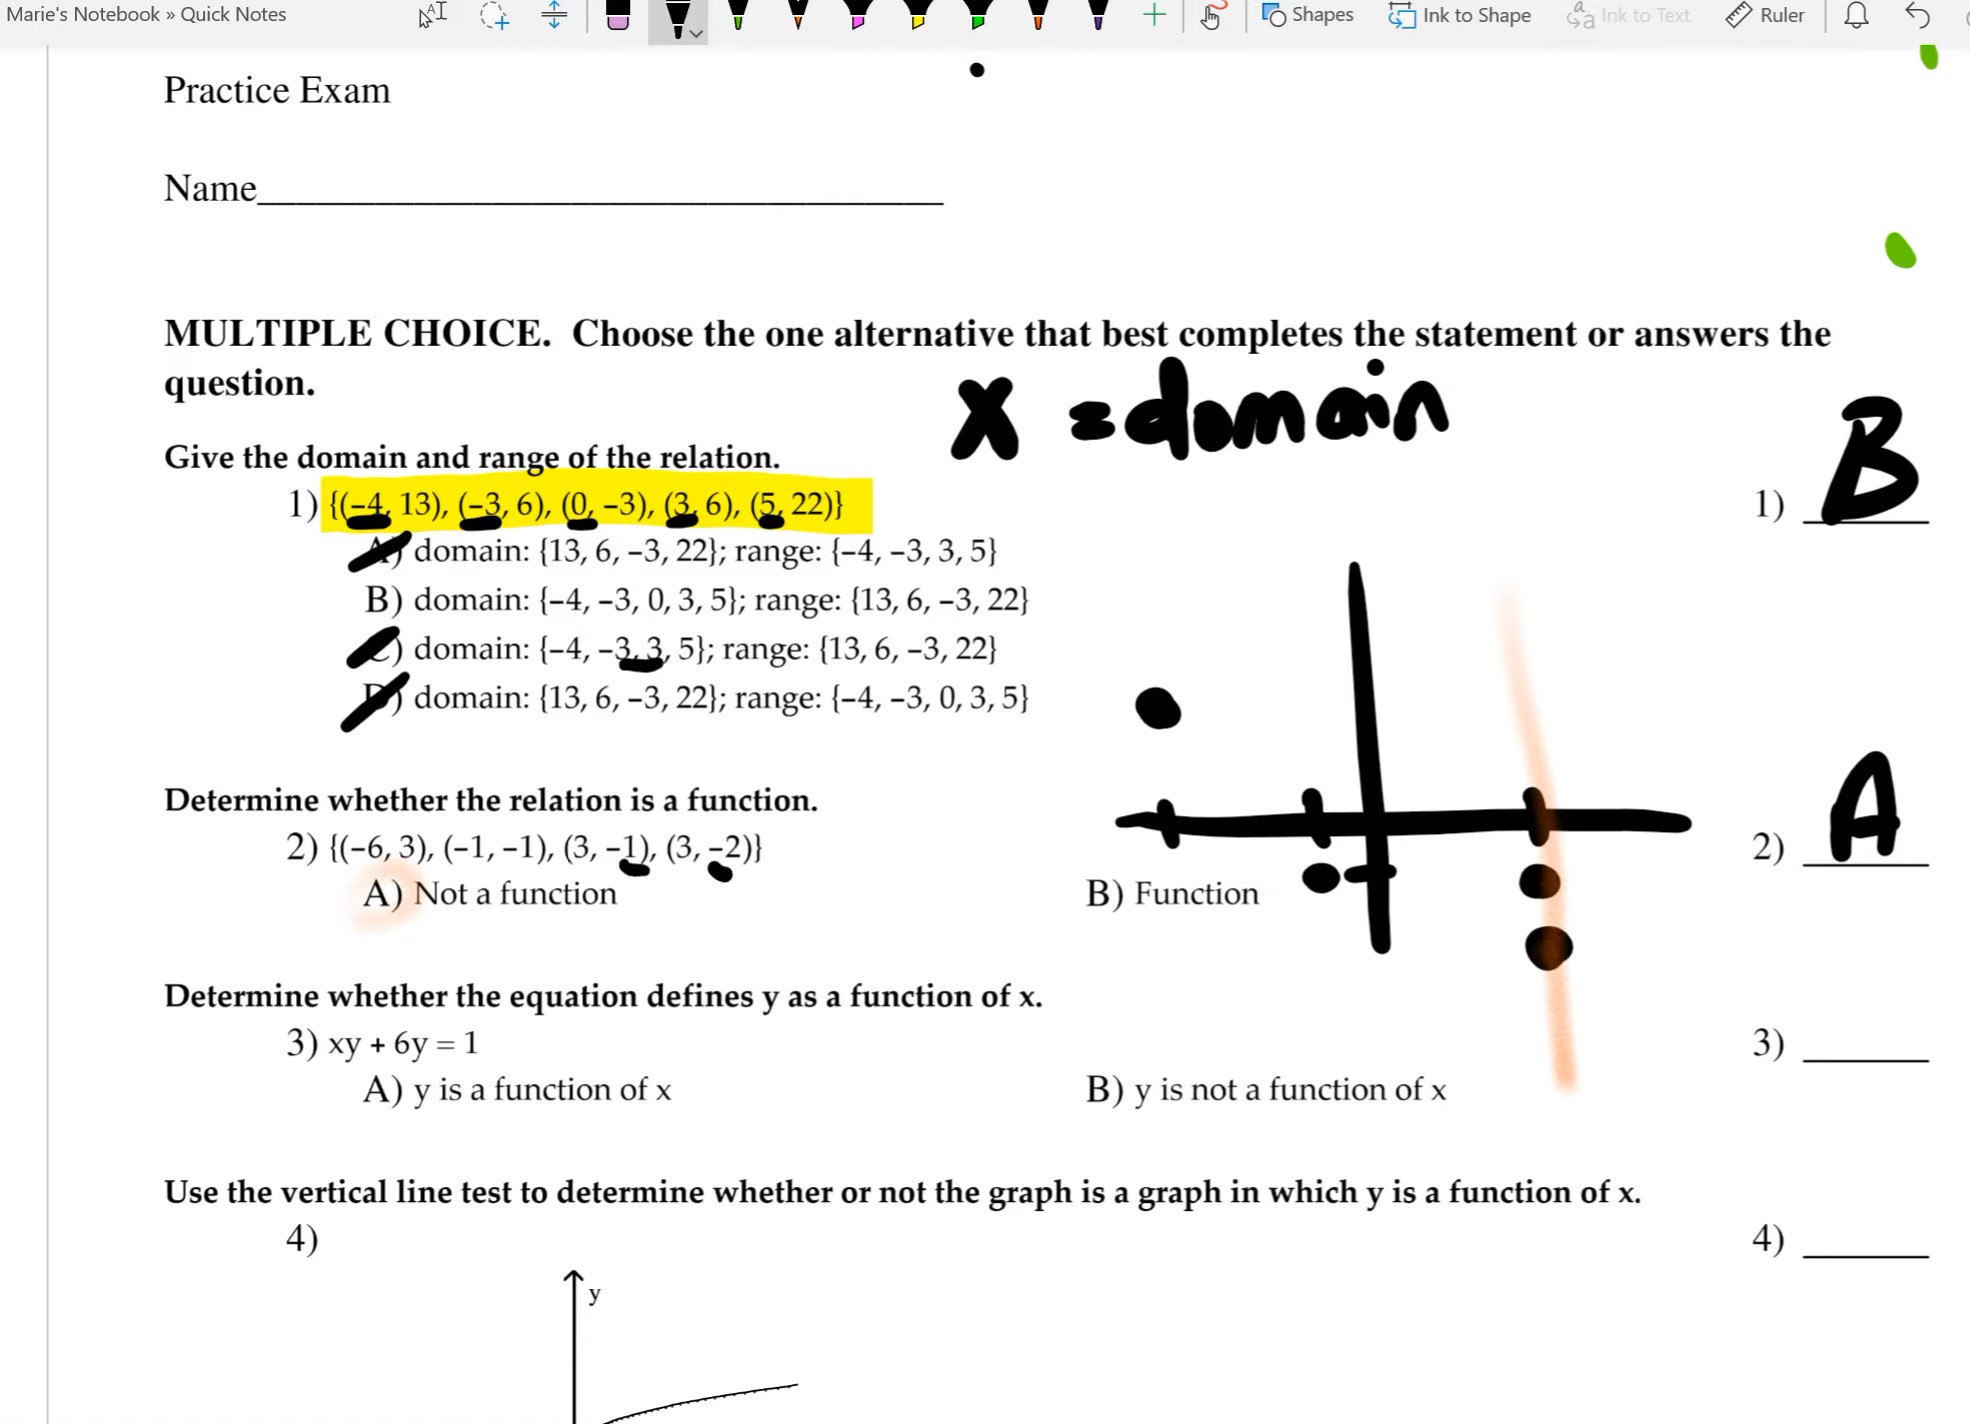 Marie's Notebook » Quick Notes
Shapes
Ink to Shape
Ink to Text
Ruler
Practice Exam
Name
MULTIPLE CHOICE. Choose the one alternative that best completes the statement or answers the
question.
X =domain
Give the domain and range of the relation.
1) {(−4, 13), (−3, 6), (0, −3), (3, 6), (5, 22)}
1) B
A) domain: {13, 6, −3, 22}; range: {−4, −3, 3, 5}
B) domain: {−4, −3, 0, 3, 5}; range: {13, 6, −3, 22}
C) domain: {−4, −3, 3, 5}; range: {13, 6, −3, 22}
D) domain: {13, 6, −3, 22}; range: {−4, −3, 0, 3, 5}
Determine whether the relation is a function.
2) {(−6, 3), (−1, −1), (3, −1), (3, −2)}
2) A
A) Not a function
B) Function
Determine whether the equation defines y as a function of x.
3) xy + 6y = 1
3)
A) y is a function of x
B) y is not a function of x
Use the vertical line test to determine whether or not the graph is a graph in which y is a function of x.
4)
4)
y